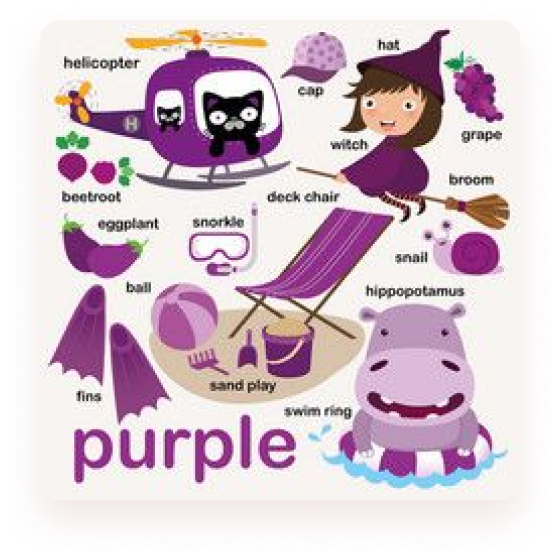 helicopter
hat
cap
grape
witch
beetroot
deck chair
broom
eggplant
snorkle
snail
ball
hippopotamus
sand play
fins
swim ring
purple
H